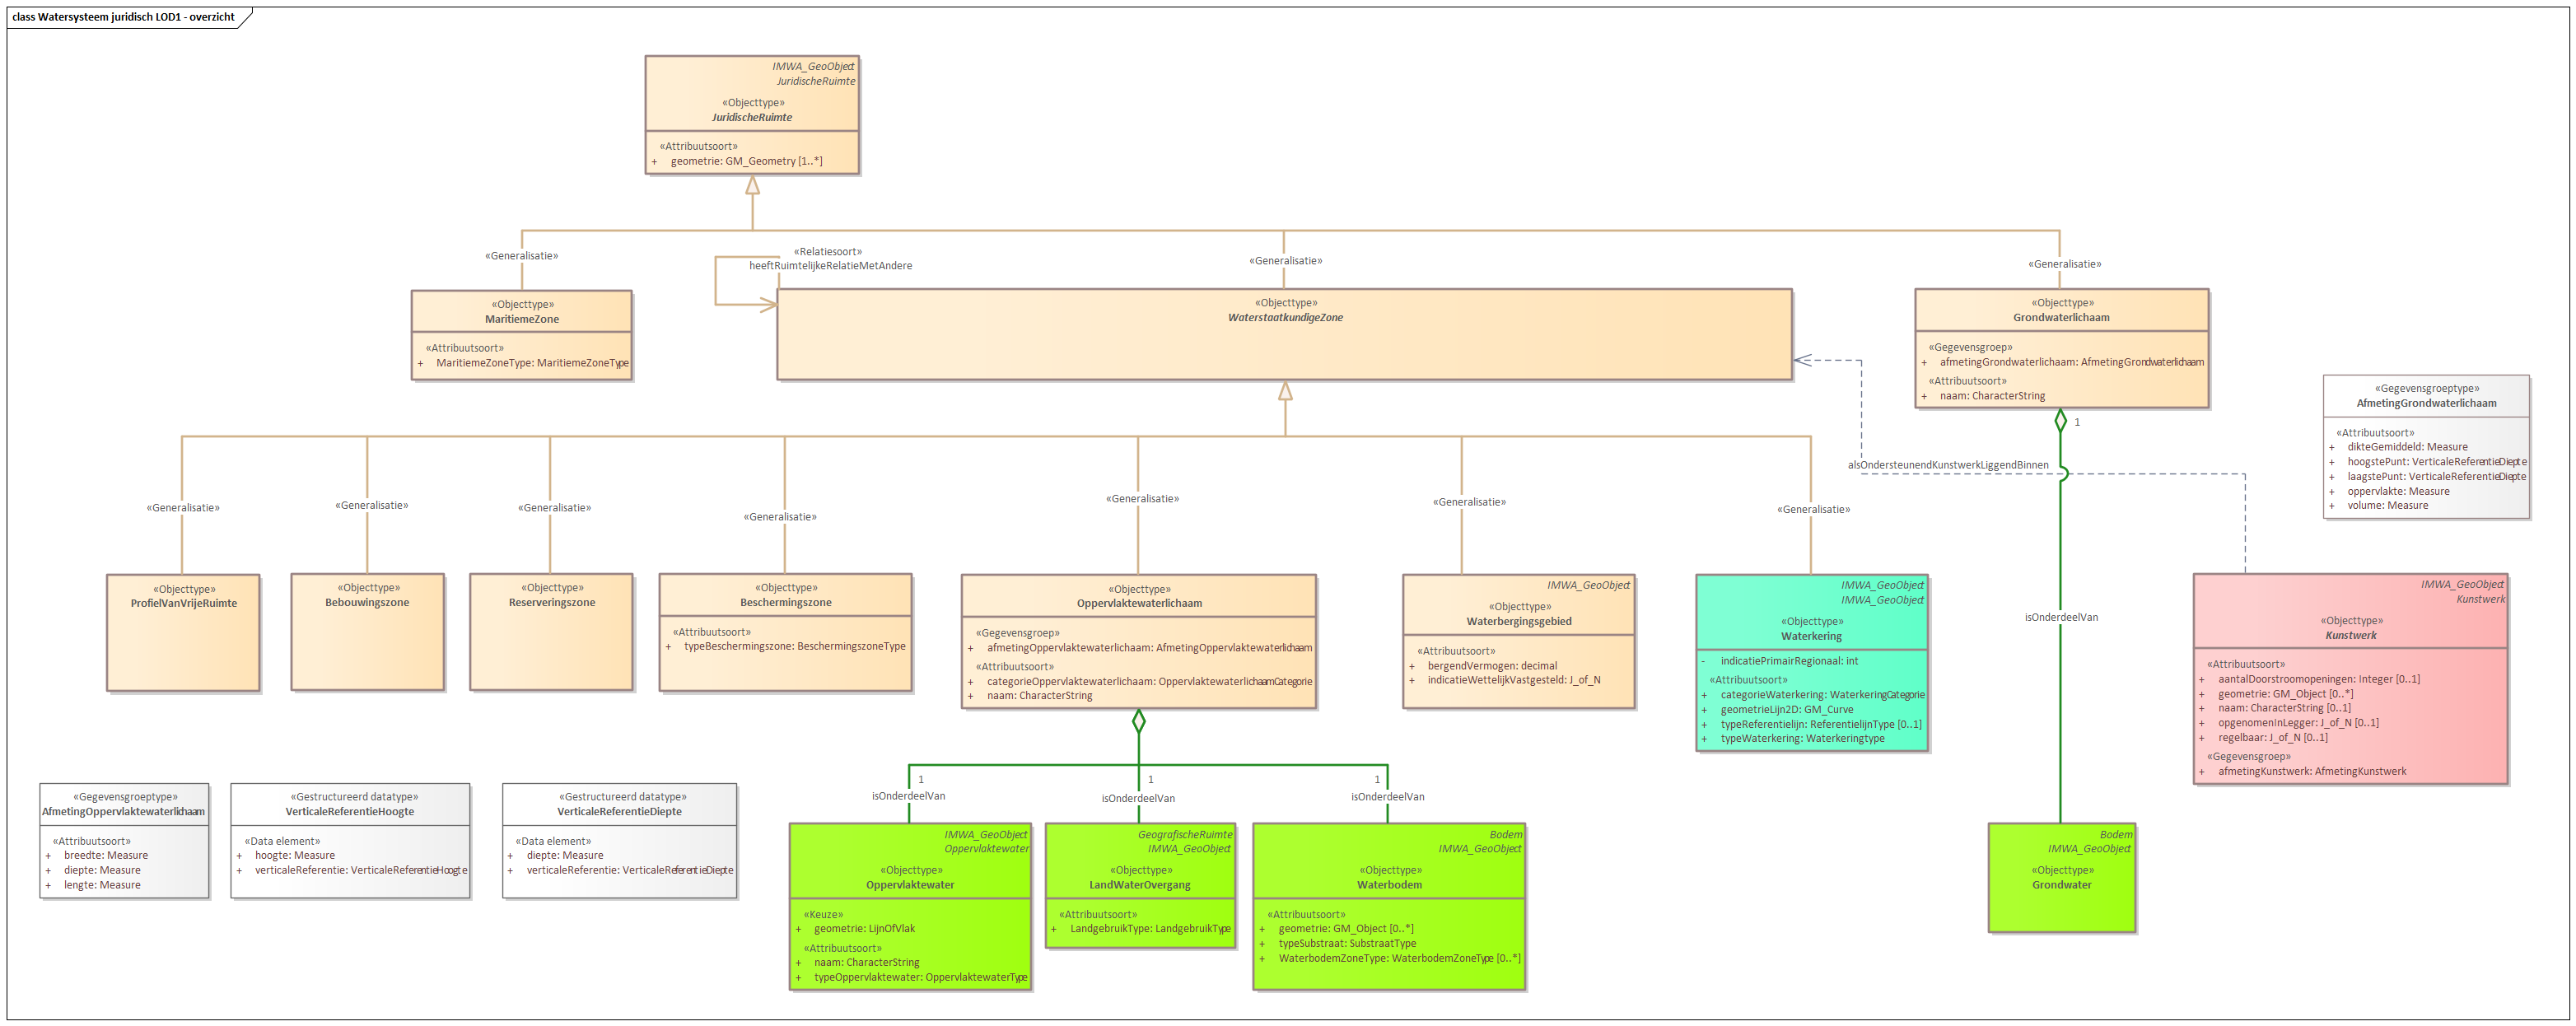 class Watersysteem juridisch LOD1 - overzicht
IMWA_GeoObject
JuridischeRuimte
«Objecttype»
JuridischeRuimte
«Attribuutsoort»
+ geometrie: GM_Geometry [1..*]
«Generalisatie»
«Relatiesoort»
heeftRuimtelijkeRelatieMetAndere
«Generalisatie»
«Generalisatie»
«Objecttype»
MaritiemeZone
«Attribuutsoort»
+ MaritiemeZoneType: MaritiemeZoneType
«Objecttype»
WaterstaatkundigeZone
«Objecttype»
Grondwaterlichaam
«Gegevensgroep»
+ afmetingGrondwaterlichaam: AfmetingGrondwaterlichaam
«Attribuutsoort»
+ naam: CharacterString
1
«Gegevensgroeptype»
AfmetingGrondwaterlichaam
«Attribuutsoort»
+ dikteGemiddeld: Measure
+ hoogstePunt: VerticaleReferentieDiepte
+ laagstePunt: VerticaleReferentieDiepte
+ oppervlakte: Measure
+ volume: Measure
alsOndersteunendKunstwerkLiggendBinnen
«Generalisatie»
«Generalisatie»
«Generalisatie»
«Generalisatie»
«Generalisatie»
«Generalisatie»
«Generalisatie»
«Objecttype»
ProfielVanVrijeRuimte
«Objecttype»
Bebouwingszone
«Objecttype»
Reserveringszone
«Objecttype»
Beschermingszone
«Attribuutsoort»
+ typeBeschermingszone: BeschermingszoneType
«Objecttype»
Oppervlaktewaterlichaam
«Gegevensgroep»
+ afmetingOppervlaktewaterlichaam: AfmetingOppervlaktewaterlichaam
«Attribuutsoort»
+ categorieOppervlaktewaterlichaam: OppervlaktewaterlichaamCategorie
+ naam: CharacterString
IMWA_GeoObject
«Objecttype»
Waterbergingsgebied
«Attribuutsoort»
+ bergendVermogen: decimal
+ indicatieWettelijkVastgesteld: J_of_N
IMWA_GeoObject
IMWA_GeoObject
«Objecttype»
Waterkering
- indicatiePrimairRegionaal: int
«Attribuutsoort»
+ categorieWaterkering: WaterkeringCategorie
+ geometrieLijn2D: GM_Curve
+ typeReferentielijn: ReferentielijnType [0..1]
+ typeWaterkering: Waterkeringtype
isOnderdeelVan
IMWA_GeoObject
Kunstwerk
«Objecttype»
Kunstwerk
«Attribuutsoort»
+ aantalDoorstroomopeningen: Integer [0..1]
+ geometrie: GM_Object [0..*]
+ naam: CharacterString [0..1]
+ opgenomenInLegger: J_of_N [0..1]
+ regelbaar: J_of_N [0..1]
«Gegevensgroep»
+ afmetingKunstwerk: AfmetingKunstwerk
«Gegevensgroeptype»
AfmetingOppervlaktewaterlichaam
«Attribuutsoort»
+ breedte: Measure
+ diepte: Measure
+ lengte: Measure
«Gestructureerd datatype»
VerticaleReferentieHoogte
«Data element»
+ hoogte: Measure
+ verticaleReferentie: VerticaleReferentieHoogte
«Gestructureerd datatype»
VerticaleReferentieDiepte
«Data element»
+ diepte: Measure
+ verticaleReferentie: VerticaleReferentieDiepte
1
isOnderdeelVan
1
isOnderdeelVan
1
isOnderdeelVan
IMWA_GeoObject
Oppervlaktewater
«Objecttype»
Oppervlaktewater
«Keuze»
+ geometrie: LijnOfVlak
«Attribuutsoort»
+ naam: CharacterString
+ typeOppervlaktewater: OppervlaktewaterType
GeografischeRuimte
IMWA_GeoObject
«Objecttype»
LandWaterOvergang
«Attribuutsoort»
+ LandgebruikType: LandgebruikType
Bodem
IMWA_GeoObject
«Objecttype»
Waterbodem
«Attribuutsoort»
+ geometrie: GM_Object [0..*]
+ typeSubstraat: SubstraatType
+ WaterbodemZoneType: WaterbodemZoneType [0..*]
Bodem
IMWA_GeoObject
«Objecttype»
Grondwater